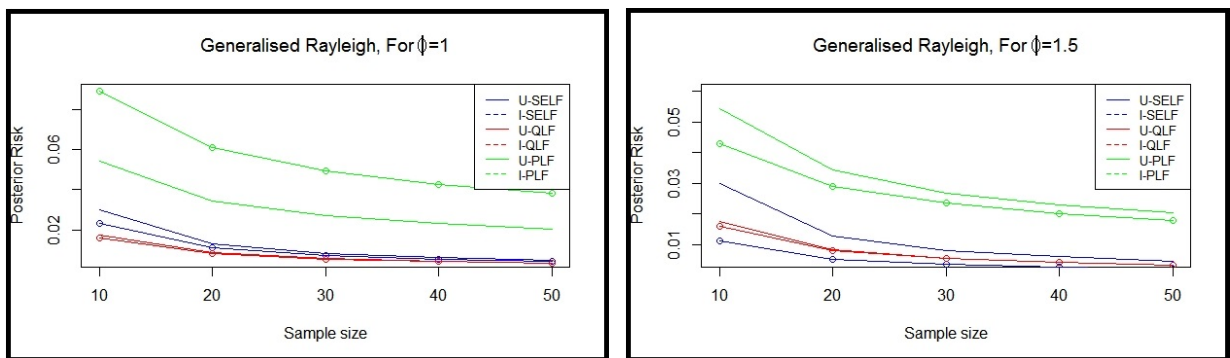 Generalised Rayleigh, For ϕ=1
Posterior Risk
0.02
0.06
U-SELF
I-SELF
U-QLF
I-QLF
U-PLF
I-PLF
10 20 30 40 50
Sample size
Generalised Rayleigh, For ϕ=1.5
Posterior Risk
0.01
0.03
0.05
U-SELF
I-SELF
U-QLF
I-QLF
U-PLF
I-PLF
10 20 30 40 50
Sample size